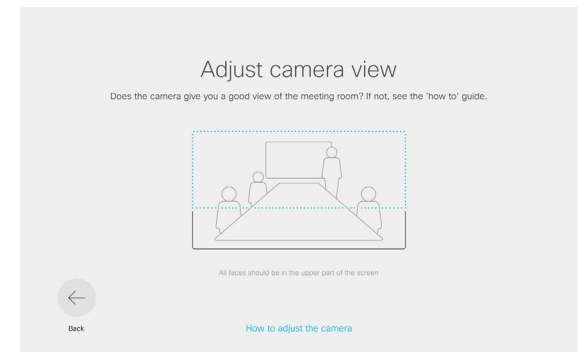 Adjust camera view
Does the camera give you a good view of the meeting room? If not, see the 'how to' guide.
All faces should be in the upper part of the screen
Back
How to adjust the camera